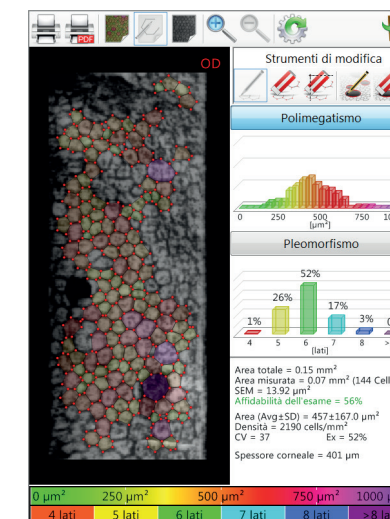 PDF
OD
Strumenti di modifica
Polimegatismo
0 250 500 750
[µm²]
Pleomorfismo
1% 26% 52% 17% 3%
4 5 6 7 8 >
[lati]
Area totale = 0.15 mm²
Area misurata = 0.07 mm² (144 Cell
SEM = 13.92 µm²
Affidabilità dell'esame = 56%
Area (Avg±SD) = 457±167.0 µm²
Densità = 2190 cells/mm²
CV = 37 Ex = 52%
Spessore corneale = 401 µm
0 µm² 250 µm² 500 µm² 750 µm² 1000 µ
4 lati 5 lati 6 lati 7 lati 8 lati >8 lat